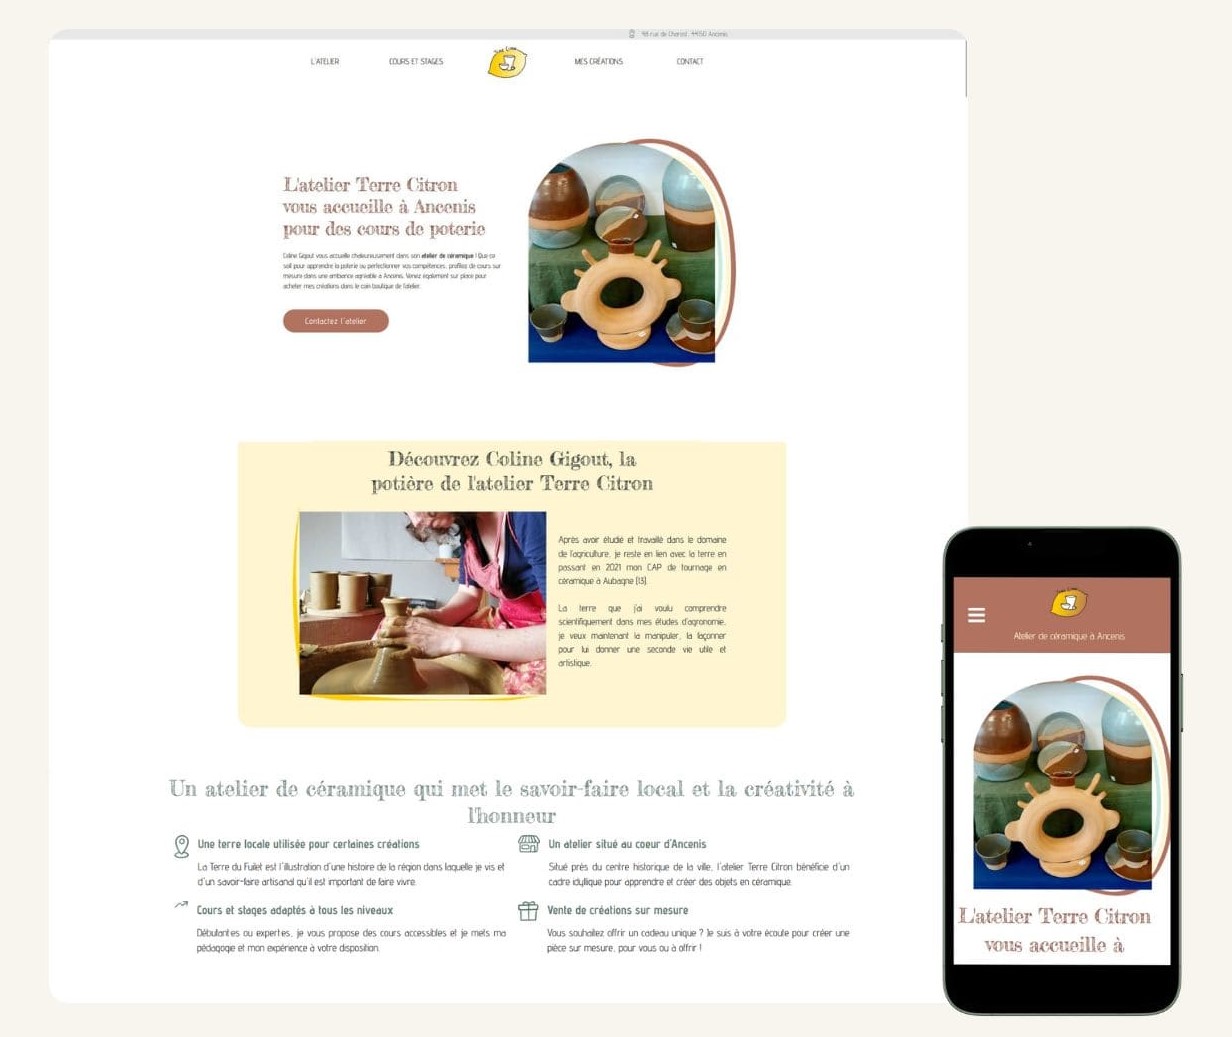 98 rue de Charost, 44150 Ancenis
L'ATELIER
COURS ET STAGES
MES CRÉATIONS
CONTACT
L'atelier Terre Citron
vous accueille à Ancenis
pour des cours de poterie
Coline Gigout vous accueille chaleureusement dans son atelier de céramique ! Que ce
soit pour apprendre la poterie ou perfectionner vos compétences, profitez de cours sur
mesure dans une ambiance agréable à Ancenis. Venez également sur place pour
acheter mes créations dans le coin boutique de l'atelier.
Contactez l'atelier
Découvrez Coline Gigout, la
potière de l'atelier Terre Citron
Après avoir étudié et travaillé dans le domaine
de l'agriculture, je reste en lien avec la terre en
passant en 2021 mon CAP de tournage en
céramique à Aubagne (13).
La terre que j'ai voulu comprendre
scientifiquement dans mes études d'agronomie,
je veux maintenant la manipuler, la façonner
pour lui donner une seconde vie utile et
artistique.
Un atelier de céramique qui met le savoir-faire local et la créativité à
l'honneur
Une terre locale utilisée pour certaines créations
La Terre du Fuilet est l'illustration d'une histoire de la région dans laquelle je vis et
d'un savoir-faire artisanal qu'il est important de faire vivre.
Un atelier situé au coeur d'Ancenis
Situé près du centre historique de la ville, l'atelier Terre Citron bénéficie d'un
cadre idyllique pour apprendre et créer des objets en céramique.
Cours et stages adaptés à tous les niveaux
Débutant·es ou expert·es, je vous propose des cours accessibles et je mets ma
pédagogie et mon expérience à votre disposition.
Vente de créations sur mesure
Vous souhaitez offrir un cadeau unique ? Je suis à votre écoute pour créer une
pièce sur mesure, pour vous ou à offrir !
Atelier de céramique à Ancenis
L'atelier Terre Citron
vous accueille à